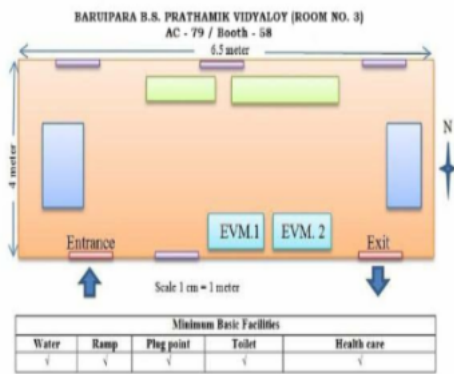 BARUIPARA B.S. PRATHAMIK VIDYALOY (ROOM NO. 3)
AC - 79 / Booth - 58
6.5 meter
4 meter
N
EVM.1 EVM. 2
Entrance Exit
Scale 1 cm = 1 meter
Minimum Basic Facilities
Water Ramp Plug point Toilet Health care
√ √ √ √ √